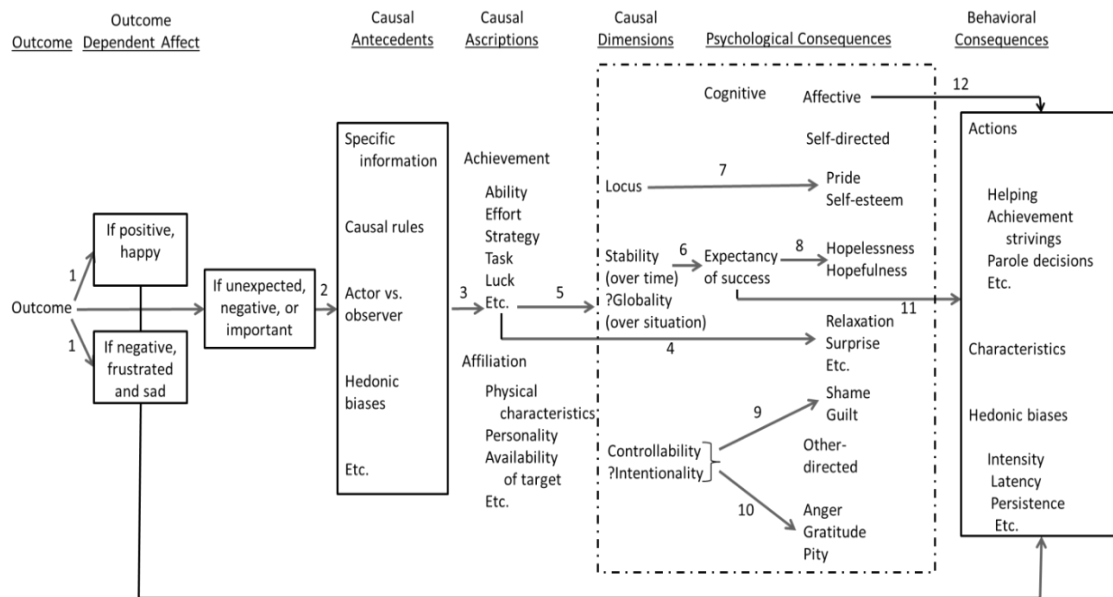 Outcome
Outcome
Dependent Affect
Causal
Antecedents
Causal
Ascriptions
Causal
Dimensions
Psychological Consequences
Behavioral
Consequences
Outcome
1
1
If positive,
happy
If negative,
frustrated
and sad
If unexpected,
negative, or
important
2
Specific
information
Causal rules
Actor vs.
observer
Hedonic
biases
Etc.
3
Achievement
Ability
Effort
Strategy
Task
Luck
Etc.
Affiliation
Physical
characteristics
Personality
Availability
of target
Etc.
5
4
Locus
Stability
(over time)
?Globality
(over situation)
Controllability
?Intentionality
7
6
Cognitive
Expectancy
of success
8
9
10
Affective
Self-directed
Pride
Self-esteem
Hopelessness
Hopefulness
Relaxation
Surprise
Etc.
Shame
Guilt
Other-
directed
Anger
Gratitude
Pity
11
12
Actions
Helping
Achievement
strivings
Parole decisions
Etc.
Characteristics
Hedonic biases
Intensity
Latency
Persistence
Etc.